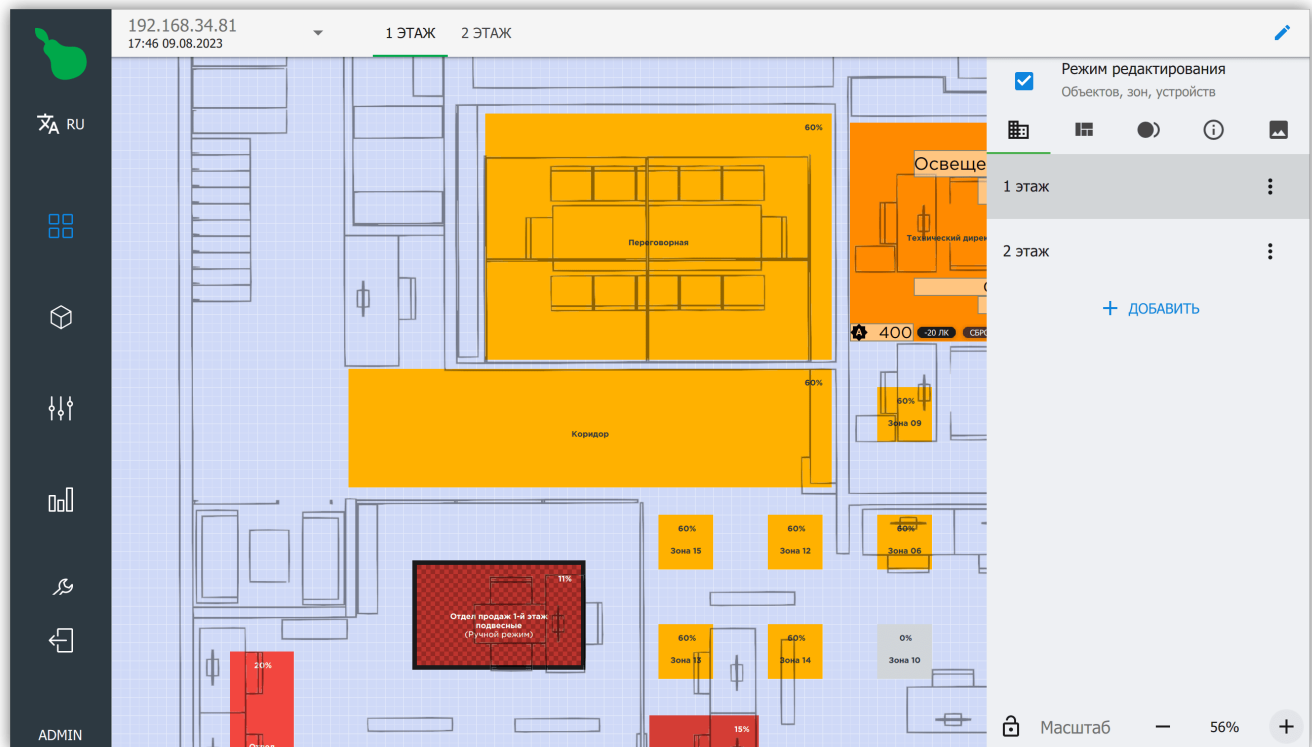 192.168.34.81
17:46 09.08.2023
1 ЭТАЖ
2 ЭТАЖ
Режим редактирования
Объектов, зон, устройств
RU
1 этаж
2 этаж
+ ДОБАВИТЬ
60%
Переговорная
Освеще
Технический дирек
A 400 -20 ЛК СБРО
60%
Коридор
60%
Зона 09
60%
Зона 15
60%
Зона 12
60%
Зона 06
11%
Отдел продаж 1-й этаж
подвесные
(Ручной режим)
60%
Зона 13
60%
Зона 14
0%
Зона 10
20%
Отдел
15%
ADMIN
Масштаб − 56% +